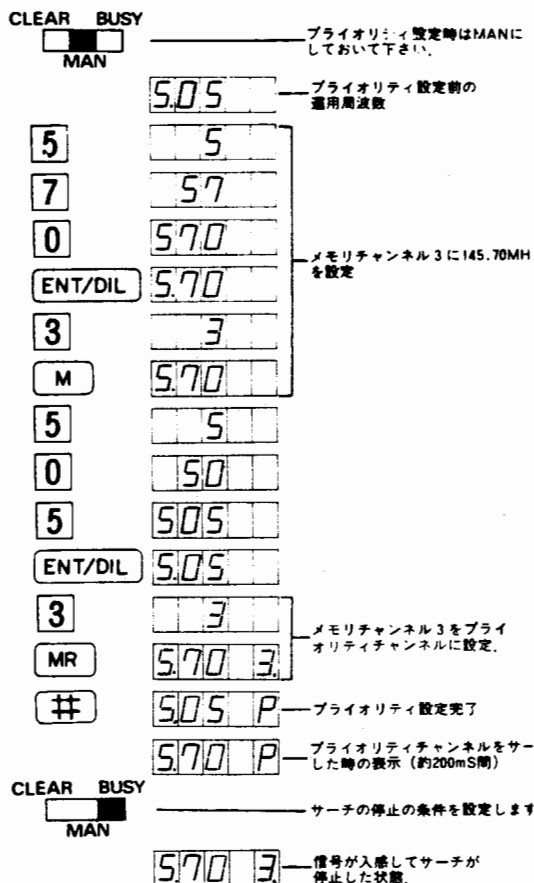 CLEAR BUSY
MAN
プライオリティ設定時はMANに
しておいて下さい.
5.05
プライオリティ設定前の
運用周波数
5 5
7 57
0 570
ENT/DIL 5.70
メモリチャンネル3に145.70MH
を設定
3 3
M 5.70
5 5
0 50
5 505
ENT/DIL 5.05
3 3
メモリチャンネル3をプライ
オリティチャンネルに設定.
MR 5.70 3.
# 5.05 P
プライオリティ設定完了
5.70 P
プライオリティチャンネルをサー
した時の表示 (約200mS間)
CLEAR BUSY
MAN
サーチの停止の条件を設定します
5.70 3.
信号が入感してサーチが
停止した状態.